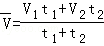 V̅ = (V₁t₁ + V₂t₂) / (t₁ + t₂)